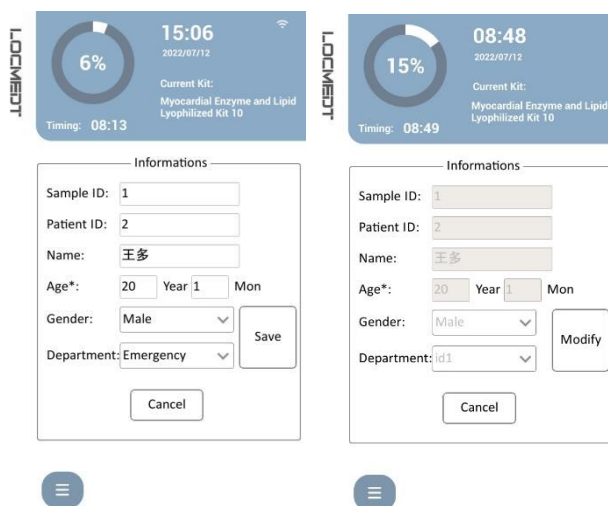 LOCMEDT
15:06
2022/07/12
6%
Current Kit:
Myocardial Enzyme and Lipid
Lyophilized Kit 10
Timing: 08:13
Informations
Sample ID: 1
Patient ID: 2
Name: 王多
Age*: 20 Year 1 Mon
Gender: Male
Save
Department: Emergency
Cancel
LOCMEDT
08:48
2022/07/12
15%
Current Kit:
Myocardial Enzyme and Lipid
Lyophilized Kit 10
Timing: 08:49
Informations
Sample ID: 1
Patient ID: 2
Name: 王多
Age*: 20 Year 1 Mon
Gender: Male
Modify
Department: id1
Cancel